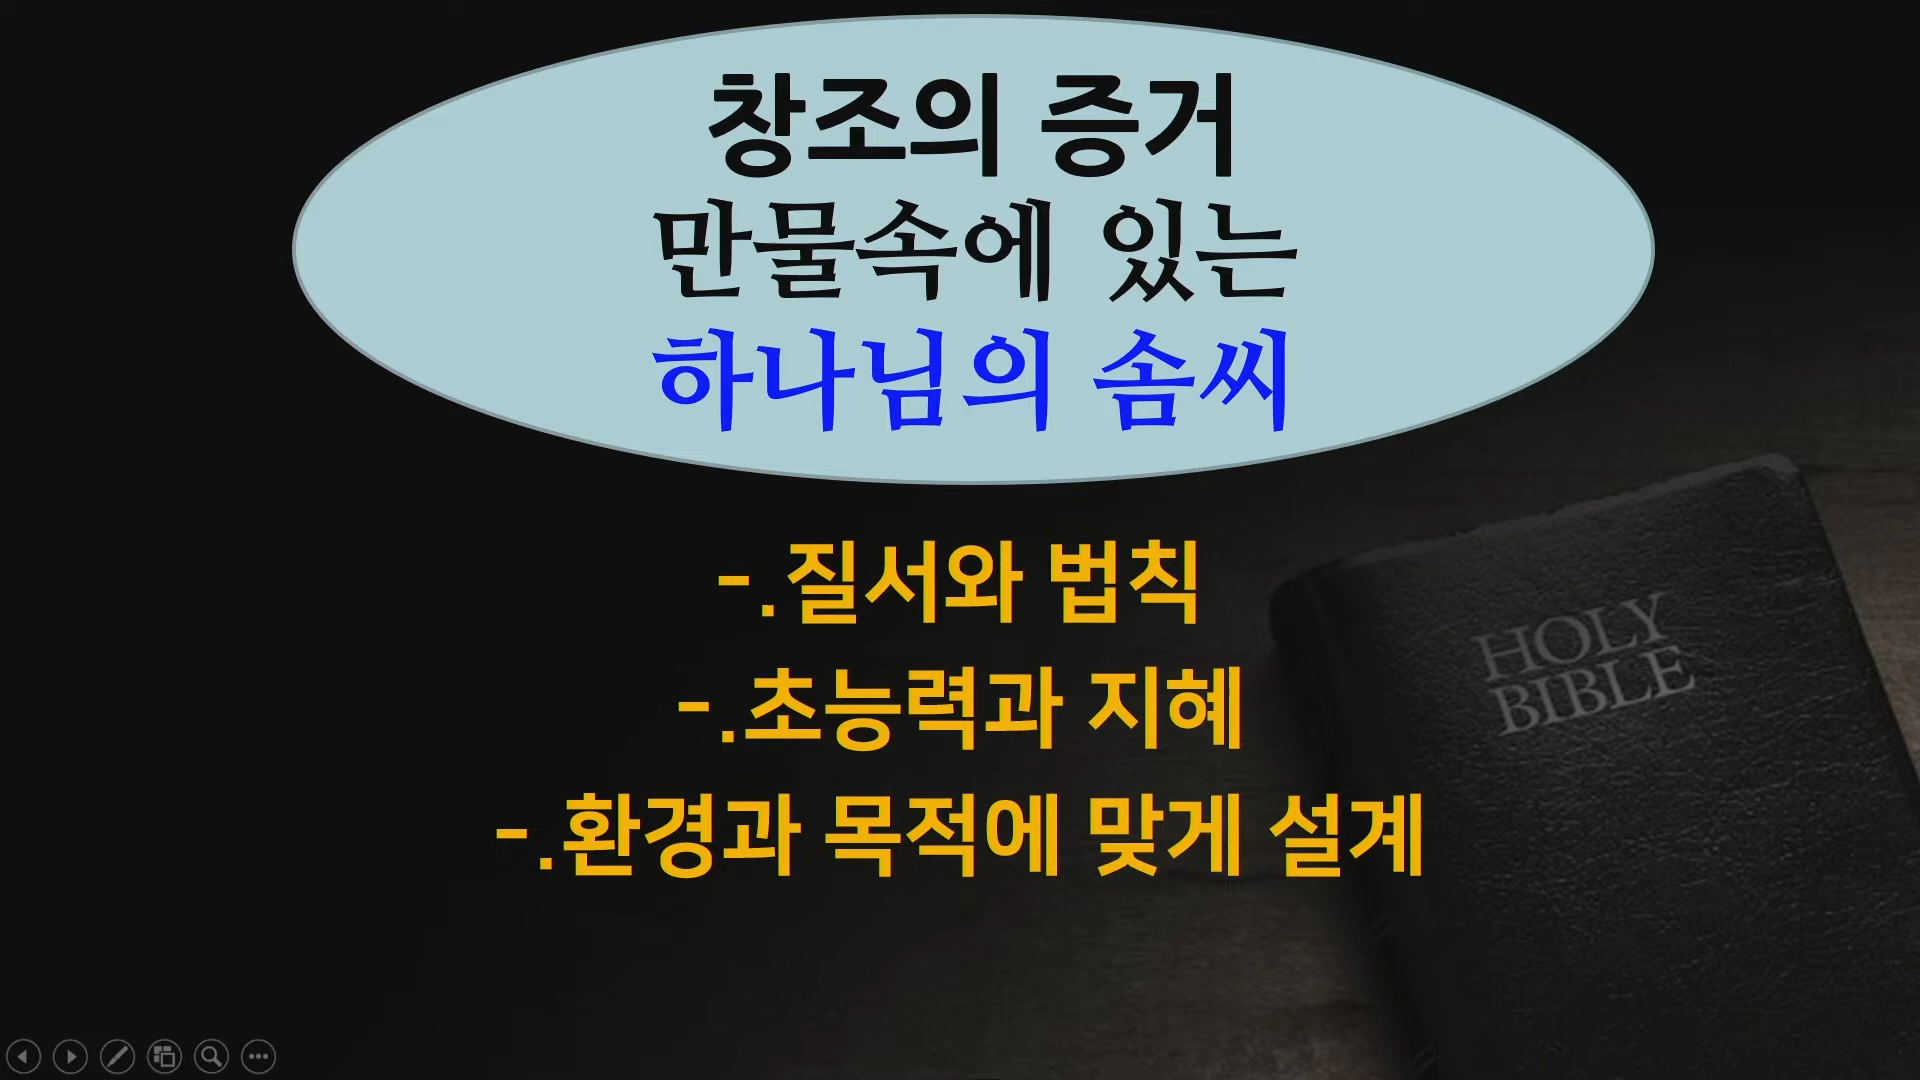 창조의 증거
만물속에 있는
하나님의 솜씨
-.질서와 법칙
-.초능력과 지혜
-.환경과 목적에 맞게 설계
HOLY
BIBLE